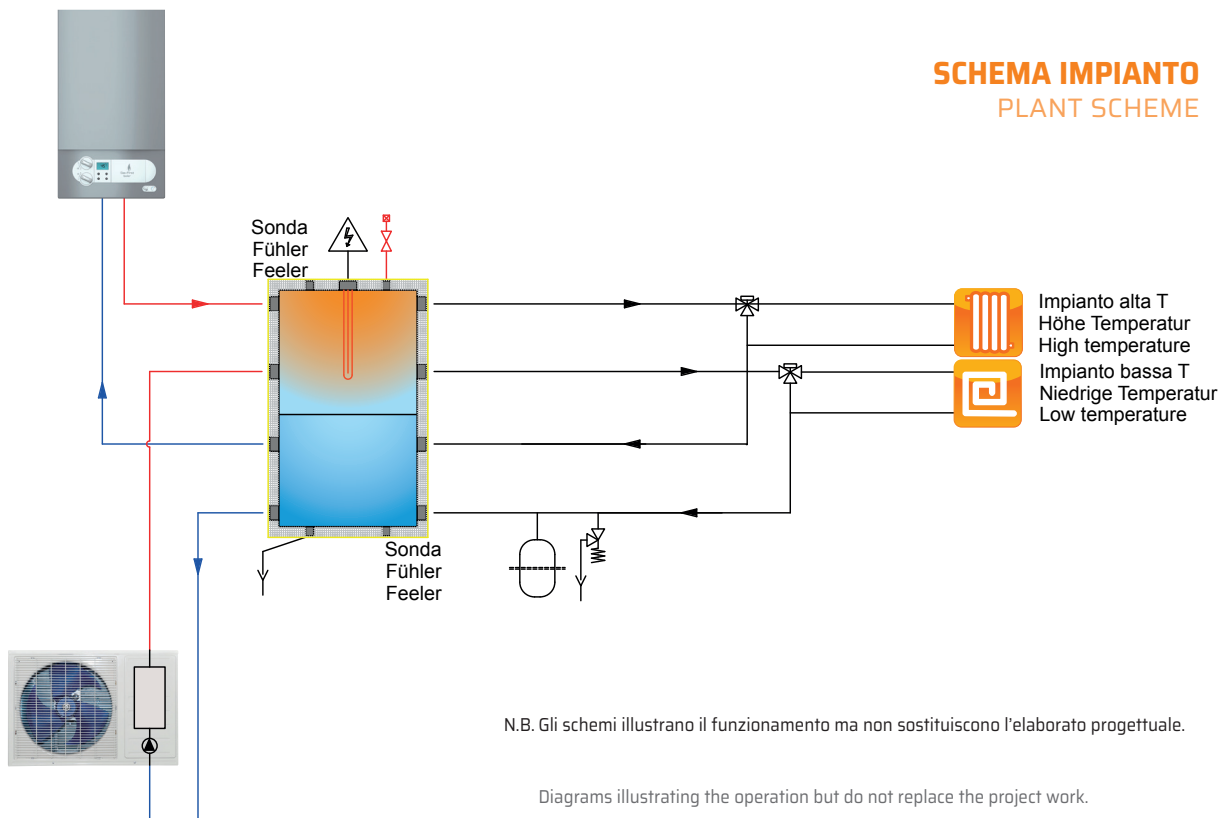 SCHEMA IMPIANTO
PLANT SCHEME
Sonda
Fühler
Feeler
Impianto alta T
Höhe Temperatur
High temperature
Impianto bassa T
Niedrige Temperatur
Low temperature
Sonda
Fühler
Feeler
N.B. Gli schemi illustrano il funzionamento ma non sostituiscono l'elaborato progettuale.
Diagrams illustrating the operation but do not replace the project work.